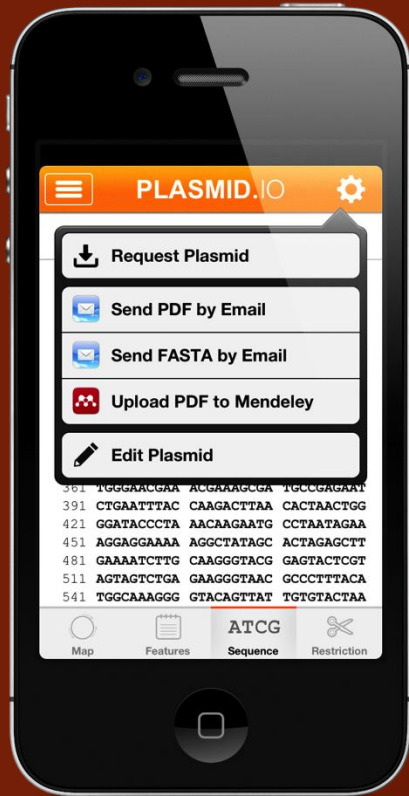 PLASMID.IO
Request Plasmid
Send PDF by Email
Send FASTA by Email
Upload PDF to Mendeley
Edit Plasmid
361 TGGGAACGAA ACGAAAGCGA TGCCGAGAAT
391 CTGAATTTAC CAAGACTTAA CACTAACTGG
421 GGATACCCTA AACAAGAATG CCTAATAGAA
451 AGGAGGAAAA AGGCTATAGC ACTAGAGCTT
481 GAAAATCTTG CAAGGGTACG GAGTACTCGT
511 AGTAGTCTGA GAAGGGTAAC GCCCTTTACA
541 TGGCAAAGGG GTACAGTTAT TGTGTACTAA
ATCG
Map Features Sequence Restriction